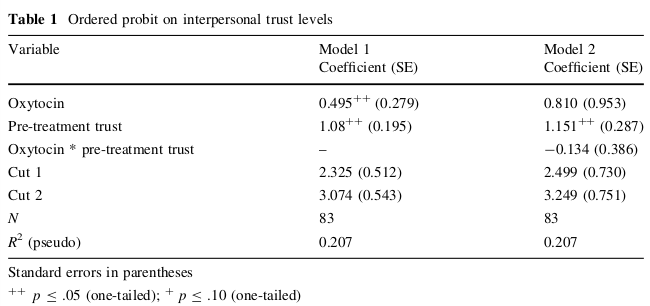 Table 1 Ordered probit on interpersonal trust levels
Variable Model 1 Model 2
Coefficient (SE) Coefficient (SE)
Oxytocin 0.495++ (0.279) 0.810 (0.953)
Pre-treatment trust 1.08++ (0.195) 1.151++ (0.287)
Oxytocin * pre-treatment trust – −0.134 (0.386)
Cut 1 2.325 (0.512) 2.499 (0.730)
Cut 2 3.074 (0.543) 3.249 (0.751)
N 83 83
R2 (pseudo) 0.207 0.207
Standard errors in parentheses
++ p ≤ .05 (one-tailed); + p ≤ .10 (one-tailed)